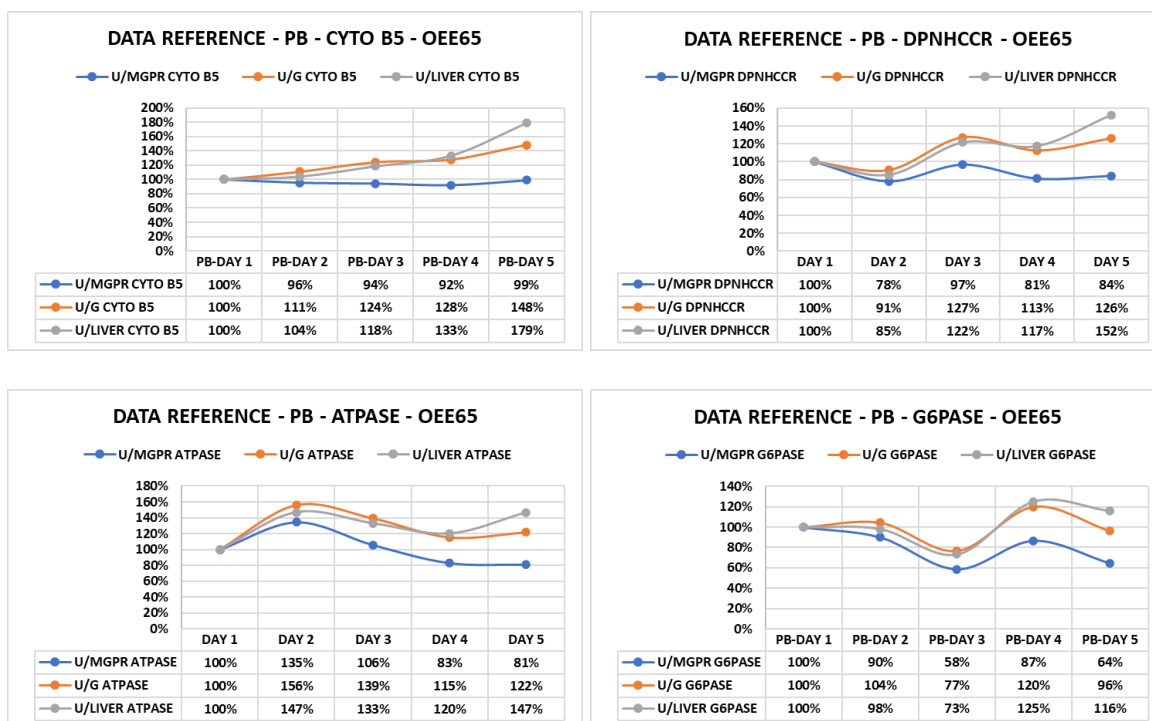 DATA REFERENCE - PB - CYTO B5 - OEE65
U/MGPR CYTO B5 U/G CYTO B5 U/LIVER CYTO B5
200%
180%
160%
140%
120%
100%
80%
60%
40%
20%
0%
PB-DAY 1 PB-DAY 2 PB-DAY 3 PB-DAY 4 PB-DAY 5
U/MGPR CYTO B5 100% 96% 94% 92% 99%
U/G CYTO B5 100% 111% 124% 128% 148%
U/LIVER CYTO B5 100% 104% 118% 133% 179%
DATA REFERENCE - PB - DPNHCCR - OEE65
U/MGPR DPNHCCR U/G DPNHCCR U/LIVER DPNHCCR
160%
140%
120%
100%
80%
60%
40%
20%
0%
DAY 1 DAY 2 DAY 3 DAY 4 DAY 5
U/MGPR DPNHCCR 100% 78% 97% 81% 84%
U/G DPNHCCR 100% 91% 127% 113% 126%
U/LIVER DPNHCCR 100% 85% 122% 117% 152%
DATA REFERENCE - PB - ATPASE - OEE65
U/MGPR ATPASE U/G ATPASE U/LIVER ATPASE
180%
160%
140%
120%
100%
80%
60%
40%
20%
0%
DAY 1 DAY 2 DAY 3 DAY 4 DAY 5
U/MGPR ATPASE 100% 135% 106% 83% 81%
U/G ATPASE 100% 156% 139% 115% 122%
U/LIVER ATPASE 100% 147% 133% 120% 147%
DATA REFERENCE - PB - G6PASE - OEE65
U/MGPR G6PASE U/G G6PASE U/LIVER G6PASE
140%
120%
100%
80%
60%
40%
20%
0%
PB-DAY 1 PB-DAY 2 PB-DAY 3 PB-DAY 4 PB-DAY 5
U/MGPR G6PASE 100% 90% 58% 87% 64%
U/G G6PASE 100% 104% 77% 120% 96%
U/LIVER G6PASE 100% 98% 73% 125% 116%